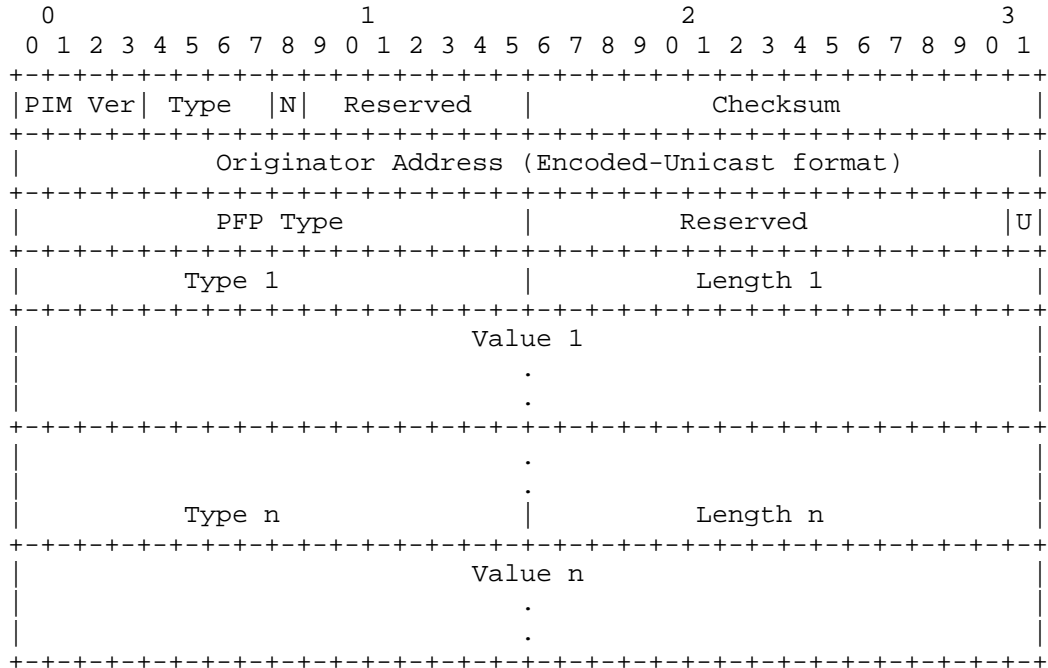 0                   1                   2                   3
    0 1 2 3 4 5 6 7 8 9 0 1 2 3 4 5 6 7 8 9 0 1 2 3 4 5 6 7 8 9 0 1
   +-+-+-+-+-+-+-+-+-+-+-+-+-+-+-+-+-+-+-+-+-+-+-+-+-+-+-+-+-+-+-+-+
   |PIM Ver| Type  |N|  Reserved   |           Checksum            |
   +-+-+-+-+-+-+-+-+-+-+-+-+-+-+-+-+-+-+-+-+-+-+-+-+-+-+-+-+-+-+-+-+
   |            Originator Address (Encoded-Unicast format)        |
   +-+-+-+-+-+-+-+-+-+-+-+-+-+-+-+-+-+-+-+-+-+-+-+-+-+-+-+-+-+-+-+-+
   |            PFP Type           |         Reserved            |U|
   +-+-+-+-+-+-+-+-+-+-+-+-+-+-+-+-+-+-+-+-+-+-+-+-+-+-+-+-+-+-+-+-+
   |          Type 1               |          Length 1             |
   +-+-+-+-+-+-+-+-+-+-+-+-+-+-+-+-+-+-+-+-+-+-+-+-+-+-+-+-+-+-+-+-+
   |                            Value 1                            |
   |                               .                               |
   |                               .                               |
   +-+-+-+-+-+-+-+-+-+-+-+-+-+-+-+-+-+-+-+-+-+-+-+-+-+-+-+-+-+-+-+-+
   |                               .                               |
   |                               .                               |
   |          Type n               |          Length n             |
   +-+-+-+-+-+-+-+-+-+-+-+-+-+-+-+-+-+-+-+-+-+-+-+-+-+-+-+-+-+-+-+-+
   |                            Value n                            |
   |                               .                               |
   |                               .                               |
   +-+-+-+-+-+-+-+-+-+-+-+-+-+-+-+-+-+-+-+-+-+-+-+-+-+-+-+-+-+-+-+-+